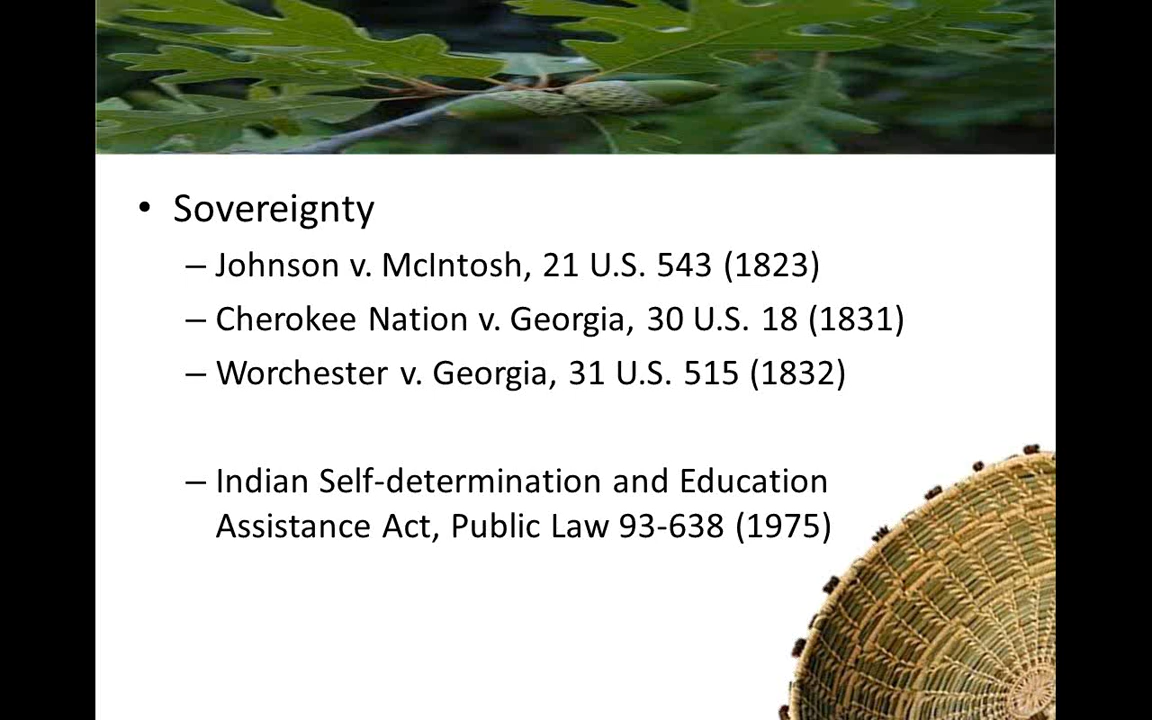 • Sovereignty
– Johnson v. McIntosh, 21 U.S. 543 (1823)
– Cherokee Nation v. Georgia, 30 U.S. 18 (1831)
– Worchester v. Georgia, 31 U.S. 515 (1832)
– Indian Self-determination and Education
Assistance Act, Public Law 93-638 (1975)